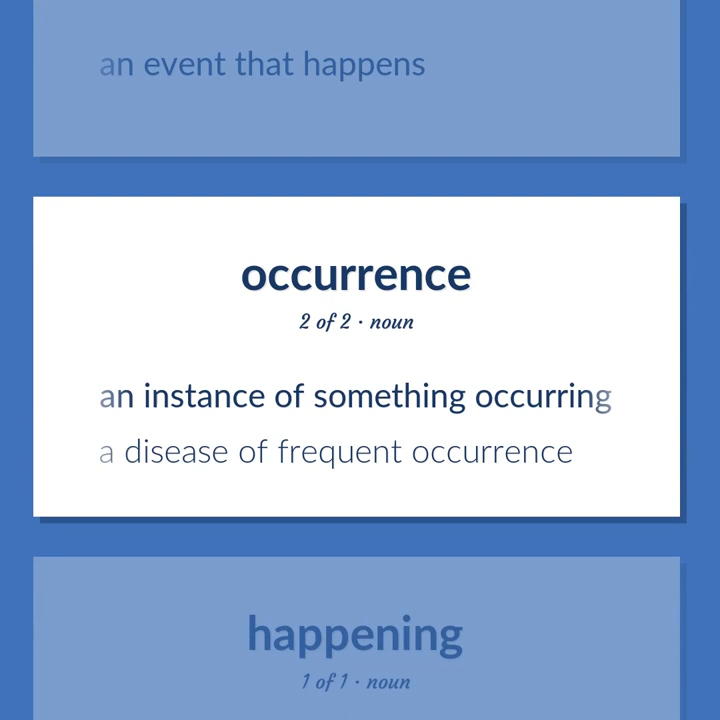 an event that happens
occurrence
2 of 2 · noun
an instance of something occurring
a disease of frequent occurrence
happening
1 of 1 · noun